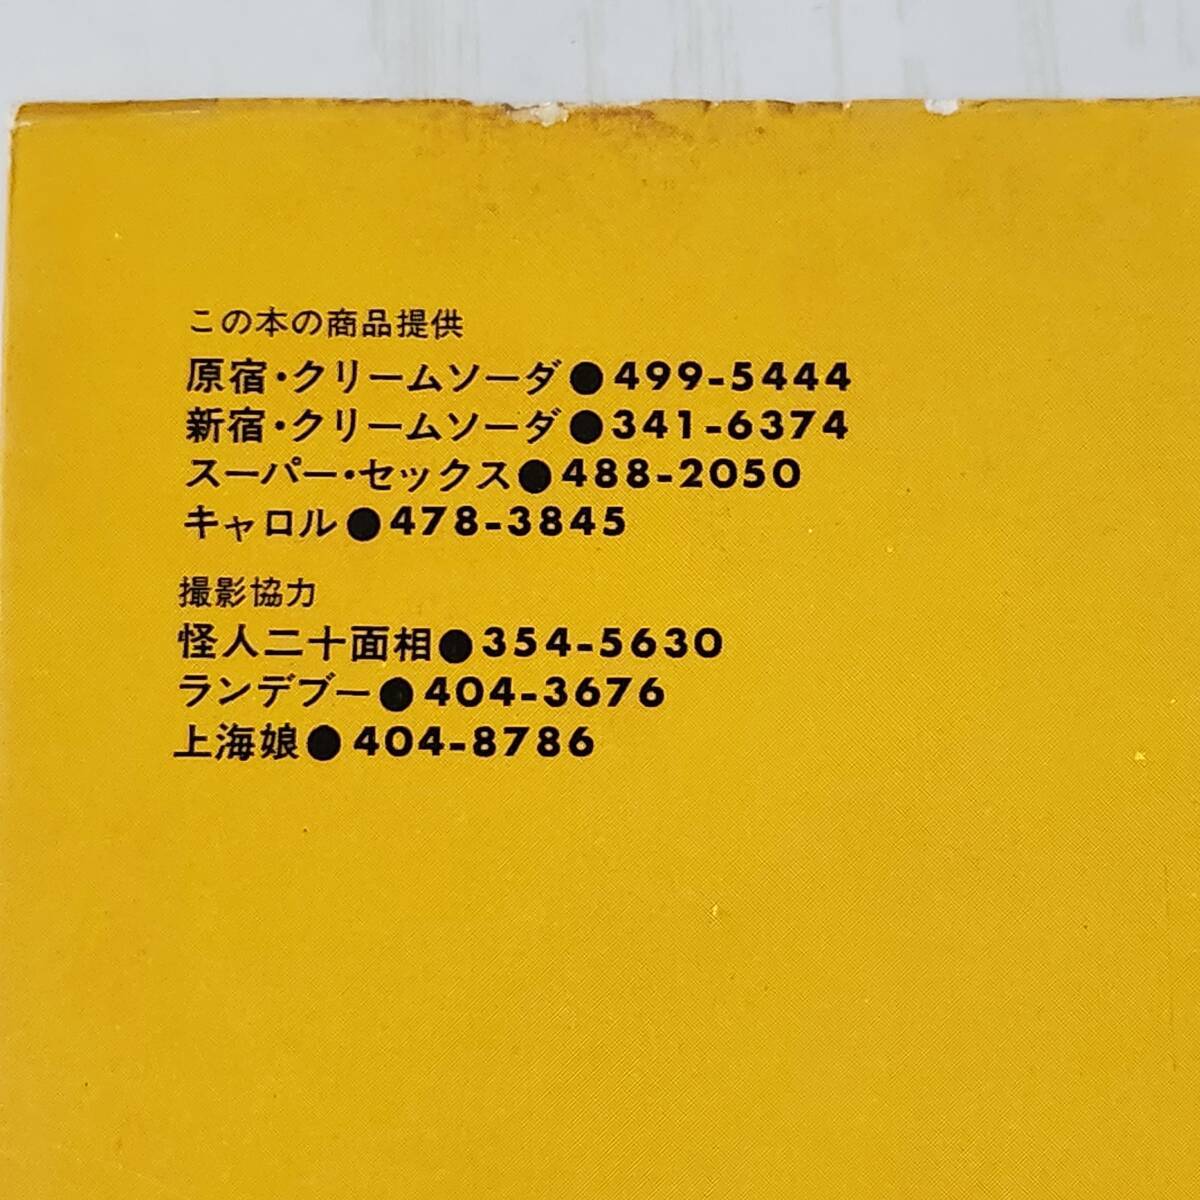 この本の商品提供
原宿・クリームソーダ●499-5444
新宿・クリームソーダ●341-6374
スーパー・セックス●488-2050
キャロル●478-3845
撮影協力
怪人二十面相●354-5630
ランデブー●404-3676
上海娘●404-8786